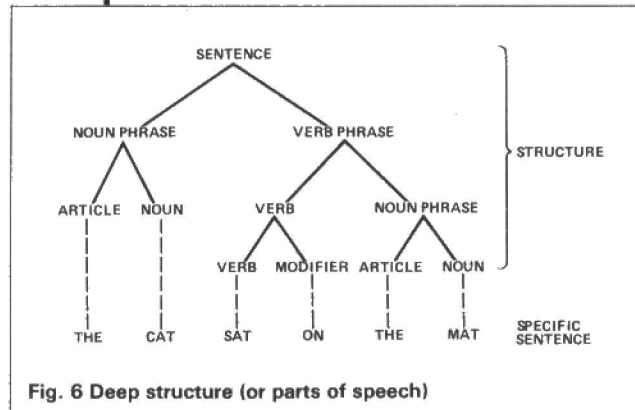 SENTENCE
NOUN PHRASE VERB PHRASE
STRUCTURE
ARTICLE NOUN VERB NOUN PHRASE
VERB MODIFIER ARTICLE NOUN
THE CAT SAT ON THE MAT SPECIFIC
SENTENCE
Fig. 6 Deep structure (or parts of speech)